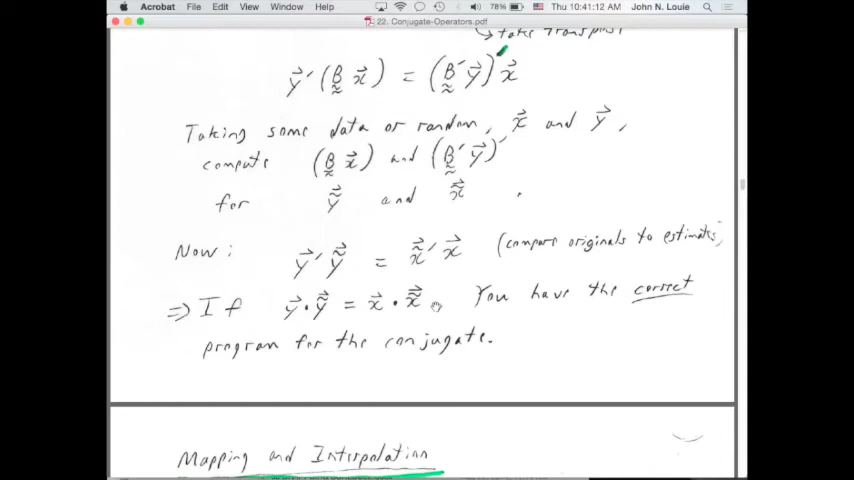 Acrobat File Edit View Window Help 78% Thu 10:41:12 AM John N. Louie
22. Conjugate-Operators.pdf
↳ take transpose
y⃗′(B x⃗) = (B′ y⃗)′ x⃗
Taking some data or random, x⃗ and y⃗,
compute (B x⃗) and (B′ y⃗)′
for ỹ⃗ and x̃⃗ .
Now: y⃗′ ỹ⃗ = x̃⃗′ x⃗ (compare originals to estimates,
⇒ If y⃗ · ỹ⃗ = x⃗ · x̃⃗ You have the correct
program for the conjugate.
Mapping and Interpolation